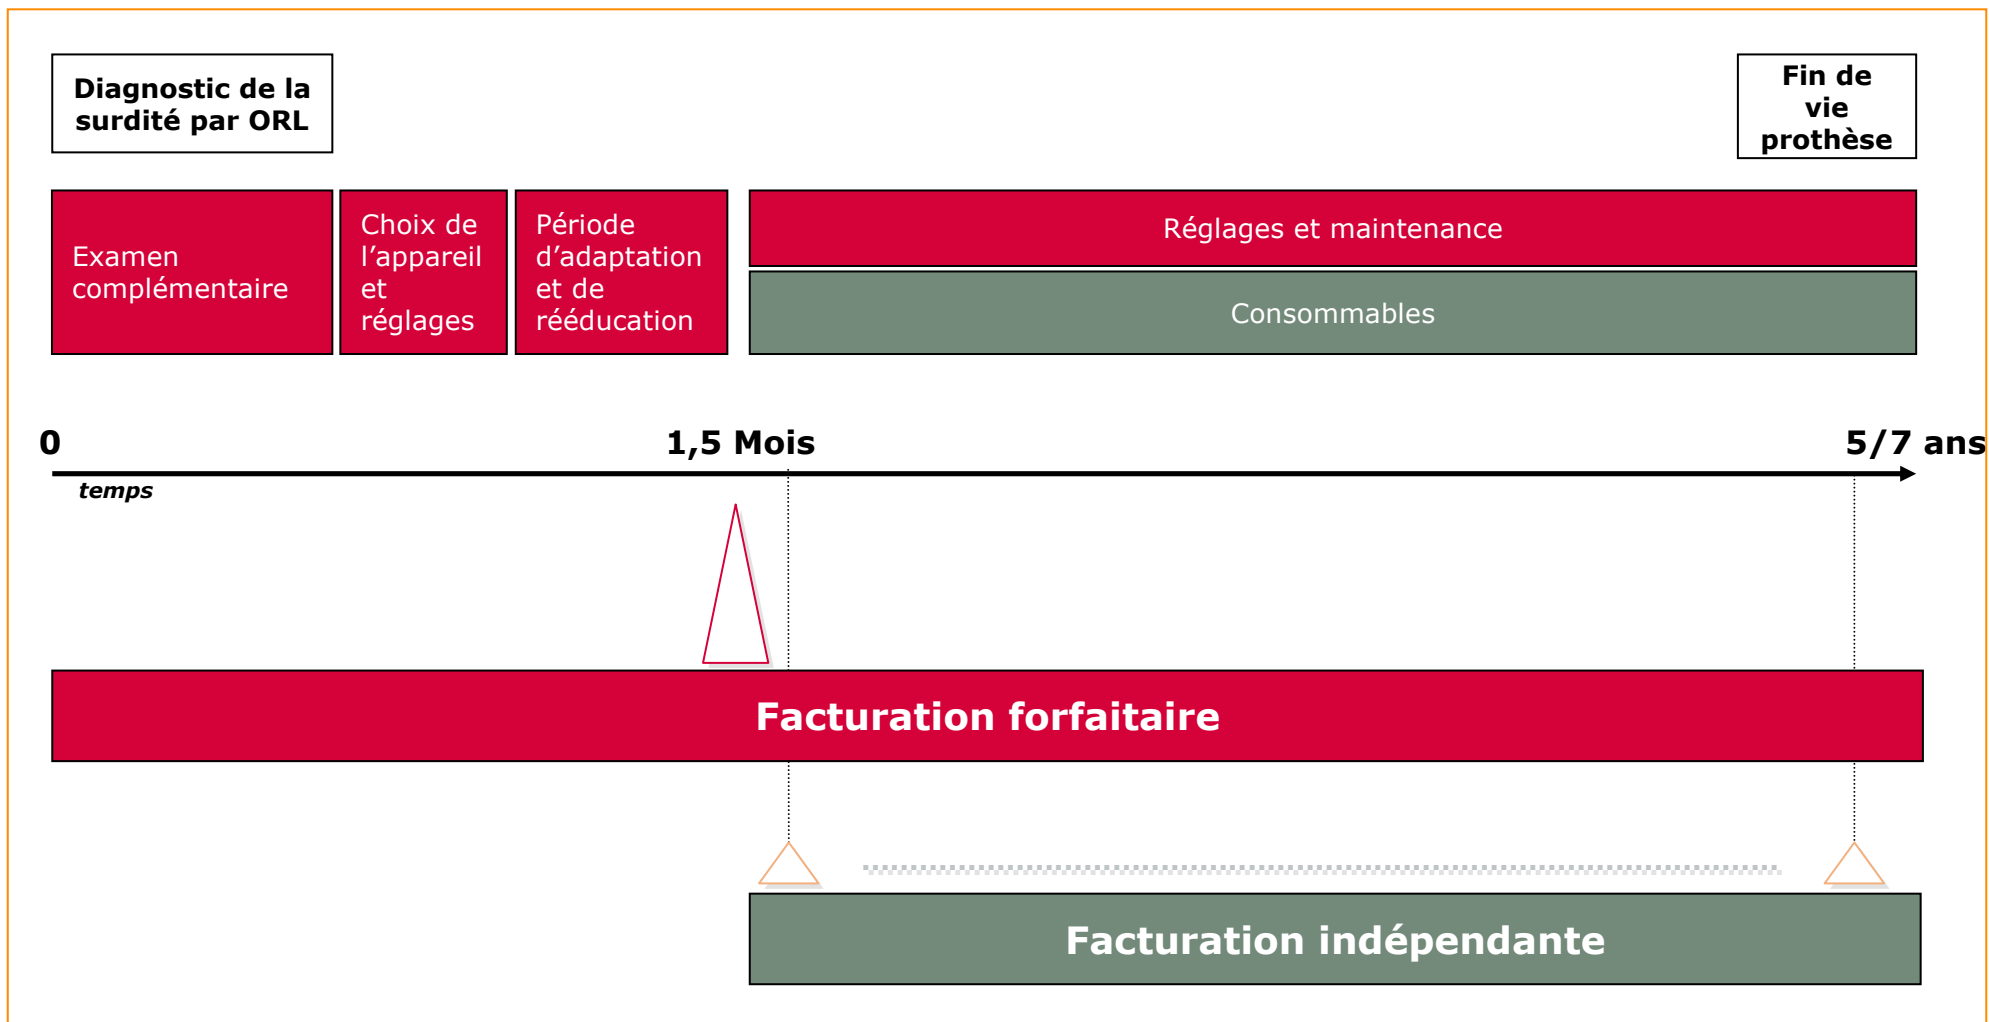 Diagnostic de la
surdité par ORL
Fin de
vie
prothèse
Examen
complémentaire
Choix de
l’appareil
et
réglages
Période
d’adaptation
et de
rééducation
Réglages et maintenance
Consommables
0
1,5 Mois
5/7 ans
temps
Facturation forfaitaire
Facturation indépendante